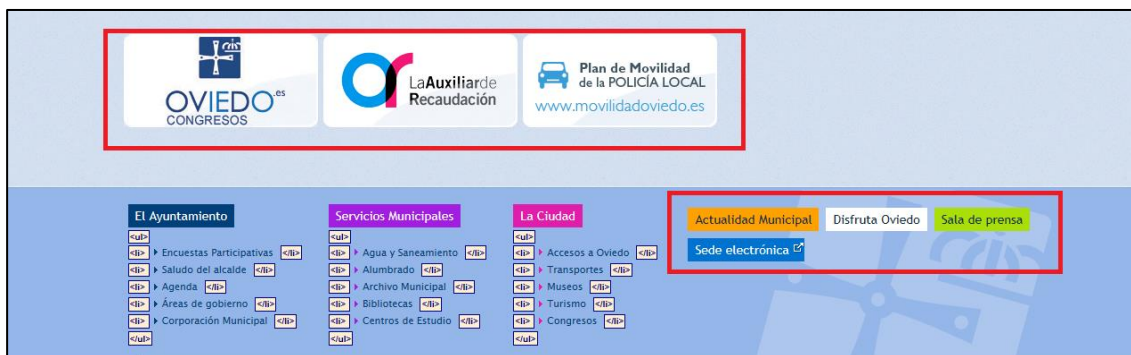 OVIEDO.es
CONGRESOS
LaAuxiliarde
Recaudación
Plan de Movilidad
de la POLICÍA LOCAL
www.movilidadoviedo.es
El Ayuntamiento
<ul>
<li> Encuestas Participativas </li>
<li> Saludo del alcalde </li>
<li> Agenda </li>
<li> Áreas de gobierno </li>
<li> Corporación Municipal </li>
</ul>
Servicios Municipales
<ul>
<li> Agua y Saneamiento </li>
<li> Alumbrado </li>
<li> Archivo Municipal </li>
<li> Bibliotecas </li>
<li> Centros de Estudio </li>
</ul>
La Ciudad
<ul>
<li> Accesos a Oviedo </li>
<li> Transportes </li>
<li> Museos </li>
<li> Turismo </li>
<li> Congresos </li>
</ul>
Actualidad Municipal Disfruta Oviedo Sala de prensa
Sede electrónica